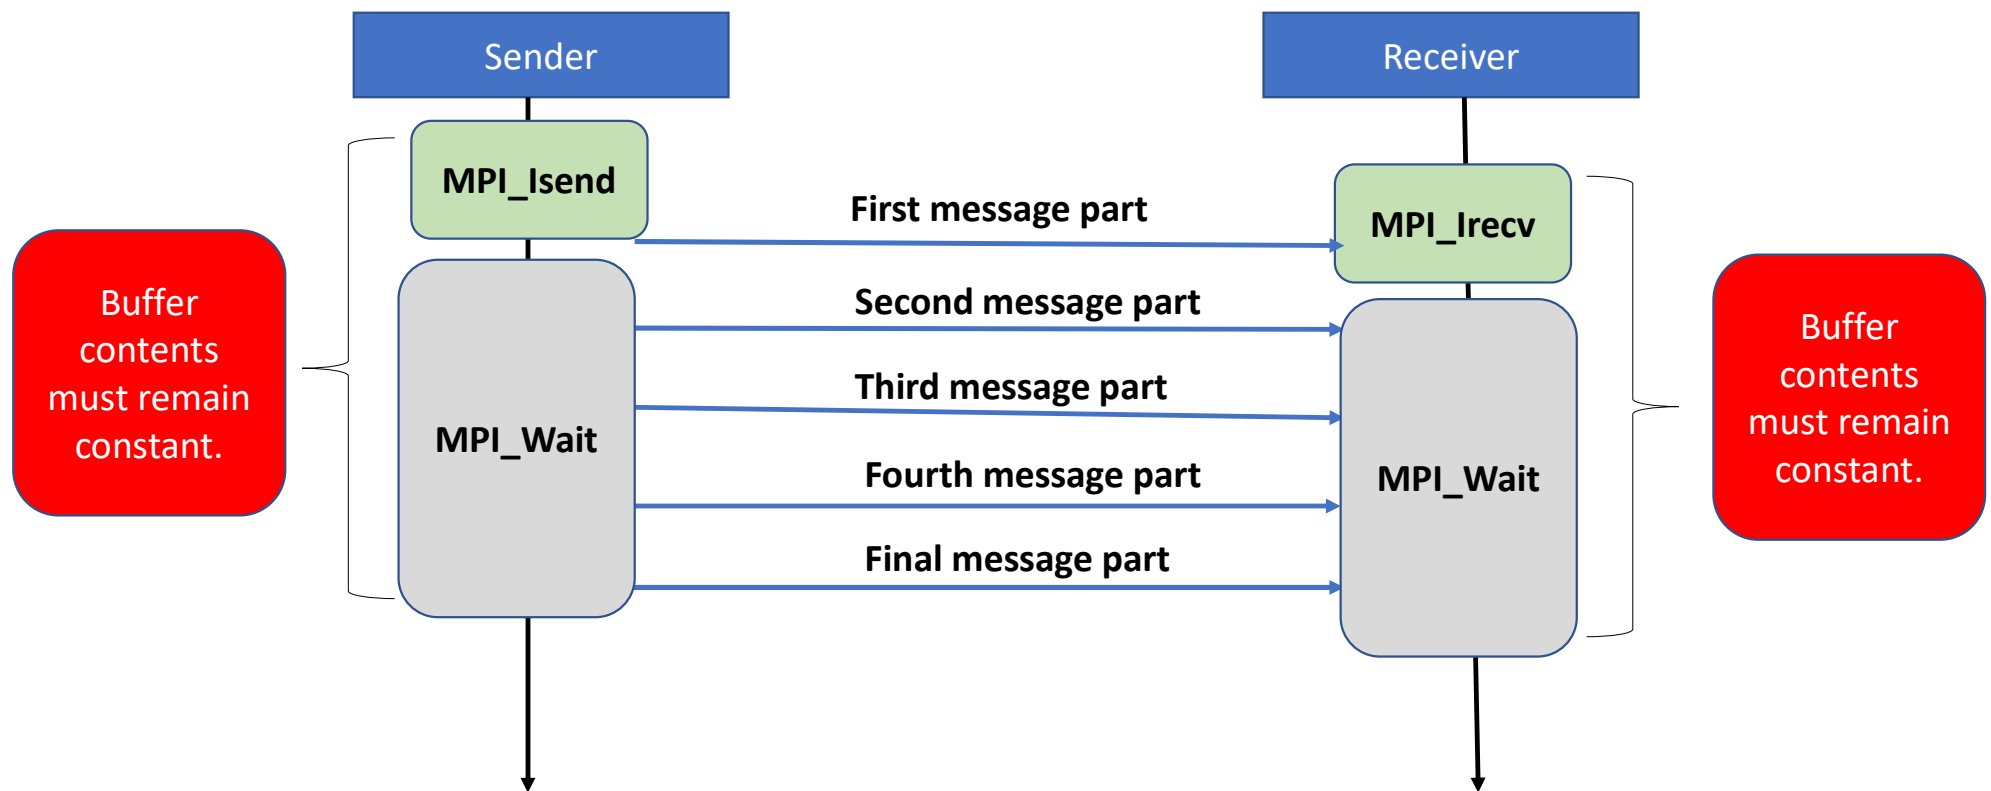 Sender
Receiver
MPI_Isend
First message part
MPI_Irecv
Buffer
contents
must remain
constant.
Second message part
Third message part
MPI_Wait
Fourth message part
MPI_Wait
Final message part
Buffer
contents
must remain
constant.